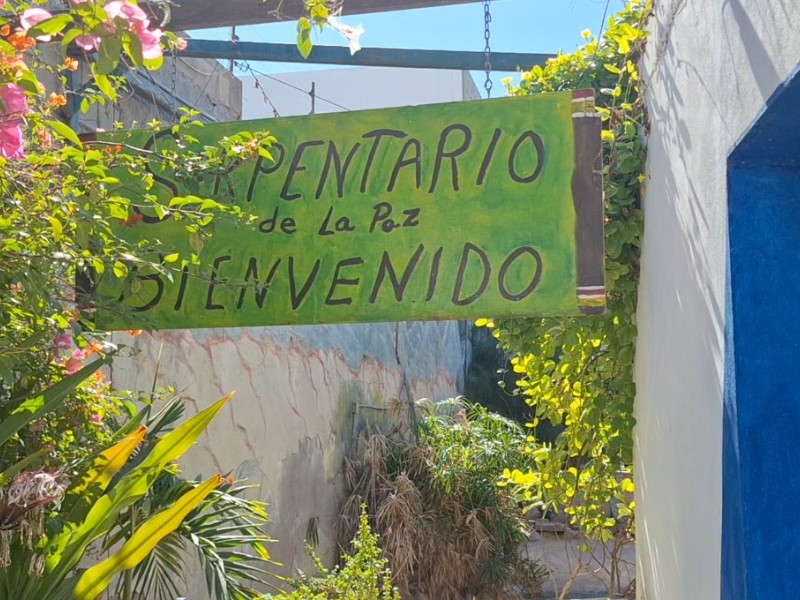 SERPENTARIO
de La Paz
BIENVENIDO